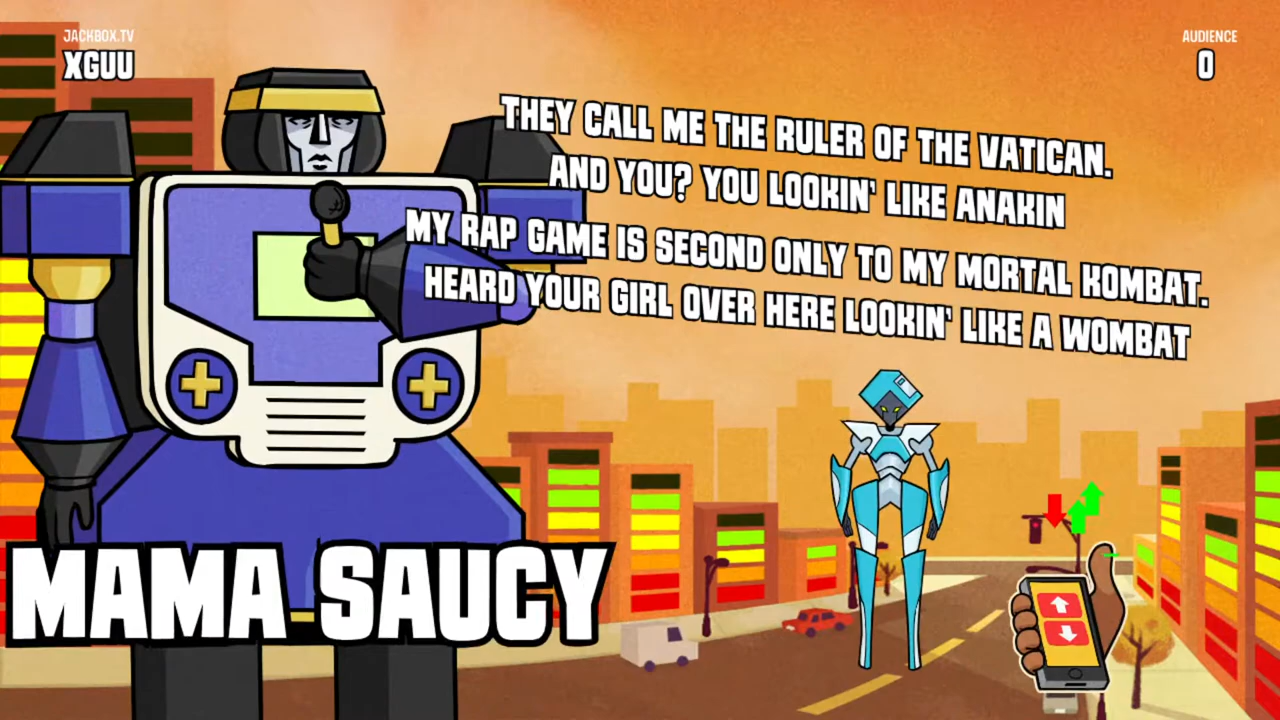 JACKBOX.TV
XGUU
AUDIENCE
0
THEY CALL ME THE RULER OF THE VATICAN.
AND YOU? YOU LOOKIN' LIKE ANAKIN
MY RAP GAME IS SECOND ONLY TO MY MORTAL KOMBAT.
HEARD YOUR GIRL OVER HERE LOOKIN' LIKE A WOMBAT
MAMA SAUCY